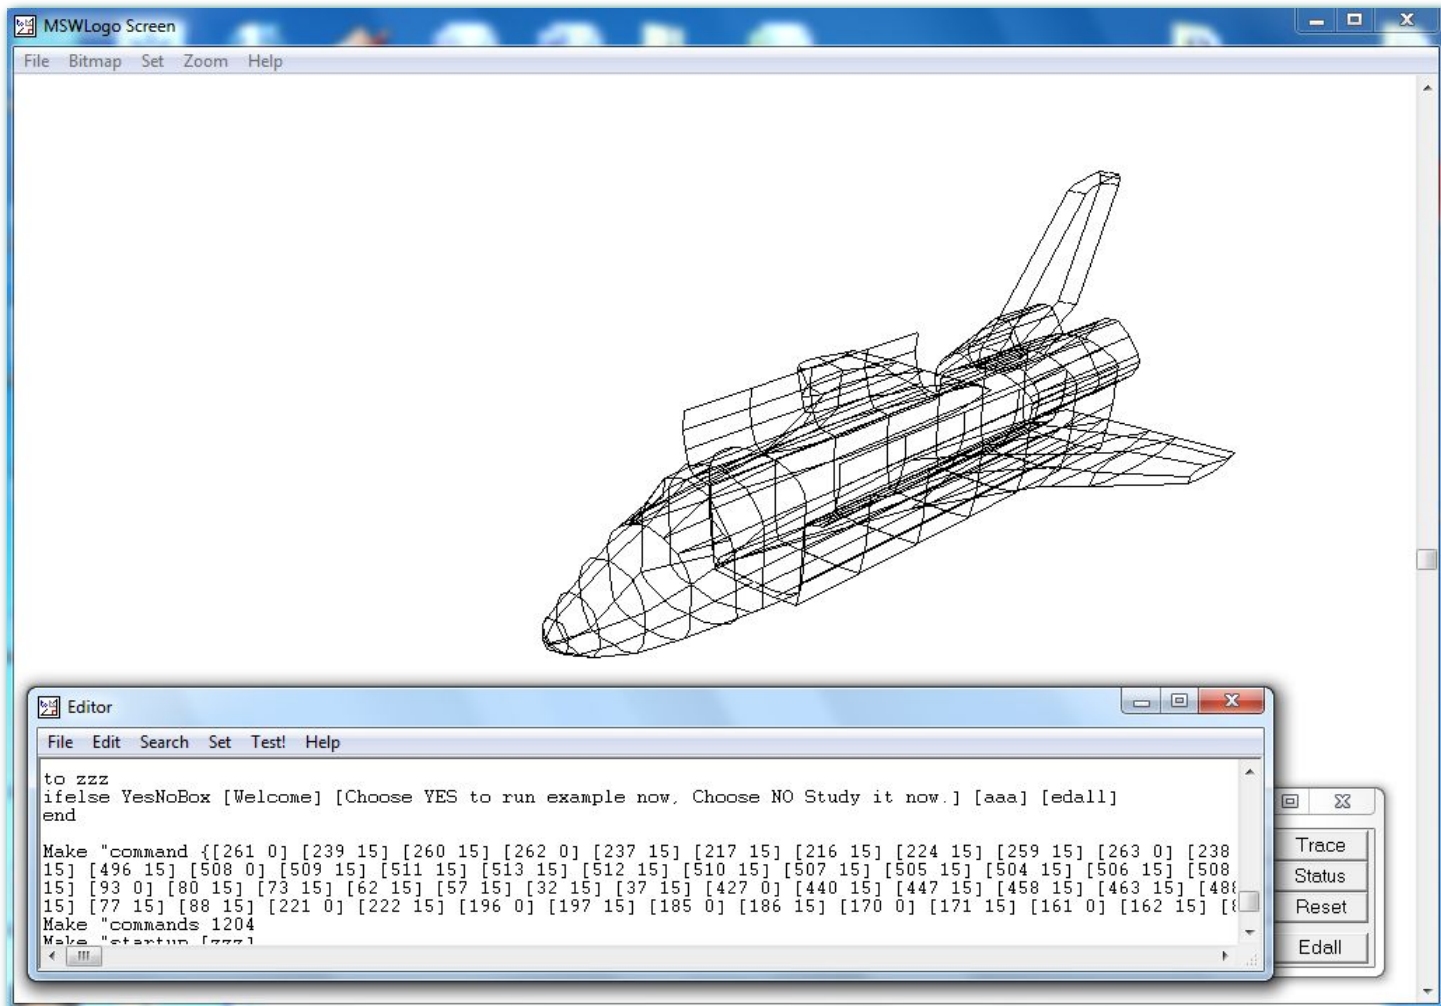 MSWLogo Screen
File Bitmap Set Zoom Help
Editor
File Edit Search Set Test! Help
to zzz
ifelse YesNoBox [Welcome] [Choose YES to run example now, Choose NO Study it now.] [aaa] [edall]
end
Make "command {[261 0] [239 15] [260 15] [262 0] [237 15] [217 15] [216 15] [224 15] [259 15] [263 0] [238
15] [496 15] [508 0] [509 15] [511 15] [513 15] [512 15] [510 15] [507 15] [505 15] [504 15] [506 15] [508
15] [93 0] [80 15] [73 15] [62 15] [57 15] [32 15] [37 15] [427 0] [440 15] [447 15] [458 15] [463 15]
15] [77 15] [88 15] [221 0] [222 15] [196 0] [197 15] [185 0] [186 15] [170 0] [171 15] [161 0] [162 15]
Make "commands 1204
Make "startup [zzz]
Trace
Status
Reset
Edall